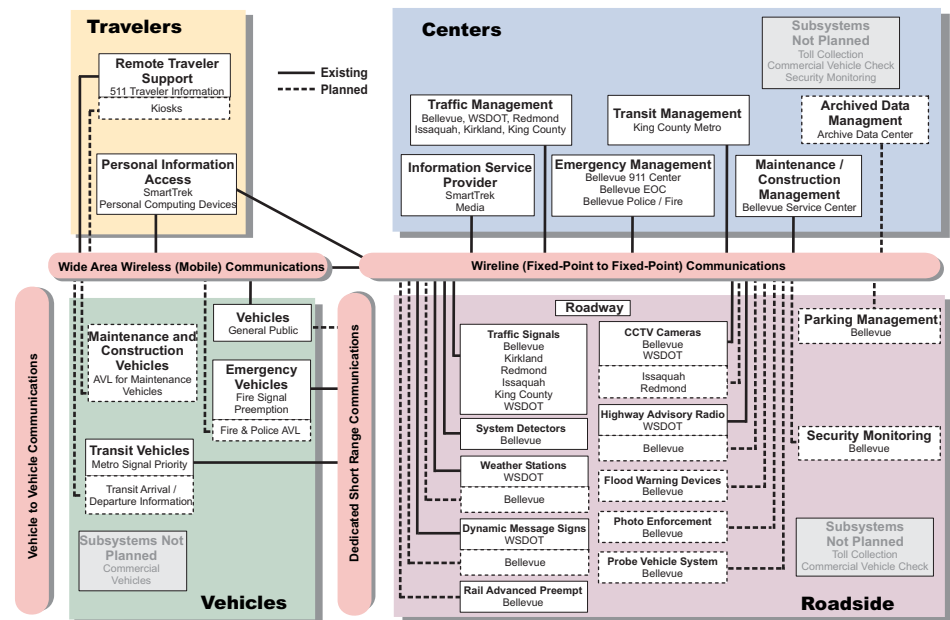 Travelers
Remote Traveler
Support
511 Traveler Information
Kiosks
Personal Information
Access
SmartTrek
Personal Computing Devices
Existing
Planned
Centers
Subsystems
Not Planned
Toll Collection
Commercial Vehicle Check
Security Monitoring
Traffic Management
Bellevue, WSDOT, Redmond
Issaquah, Kirkland, King County
Transit Management
King County Metro
Archived Data
Managment
Archive Data Center
Information Service
Provider
SmartTrek
Media
Emergency Management
Bellevue 911 Center
Bellevue EOC
Bellevue Police / Fire
Maintenance /
Construction
Management
Bellevue Service Center
Wide Area Wireless (Mobile) Communications
Wireline (Fixed-Point to Fixed-Point) Communications
Vehicle to Vehicle Communications
Vehicles
General Public
Maintenance and
Construction
Vehicles
AVL for Maintenance
Vehicles
Emergency
Vehicles
Fire Signal
Preemption
Fire & Police AVL
Transit Vehicles
Metro Signal Priority
Transit Arrival /
Departure Information
Subsystems Not
Planned
Commercial
Vehicles
Vehicles
Dedicated Short Range Communications
Roadway
Traffic Signals
Bellevue
Kirkland
Redmond
Issaquah
King County
WSDOT
System Detectors
Bellevue
Weather Stations
WSDOT
Bellevue
Dynamic Message Signs
WSDOT
Bellevue
Rail Advanced Preempt
Bellevue
CCTV Cameras
Bellevue
WSDOT
Issaquah
Redmond
Highway Advisory Radio
WSDOT
Bellevue
Flood Warning Devices
Bellevue
Photo Enforcement
Bellevue
Probe Vehicle System
Bellevue
Parking Management
Bellevue
Security Monitoring
Bellevue
Subsystems
Not Planned
Toll Collection
Commercial Vehicle Check
Roadside